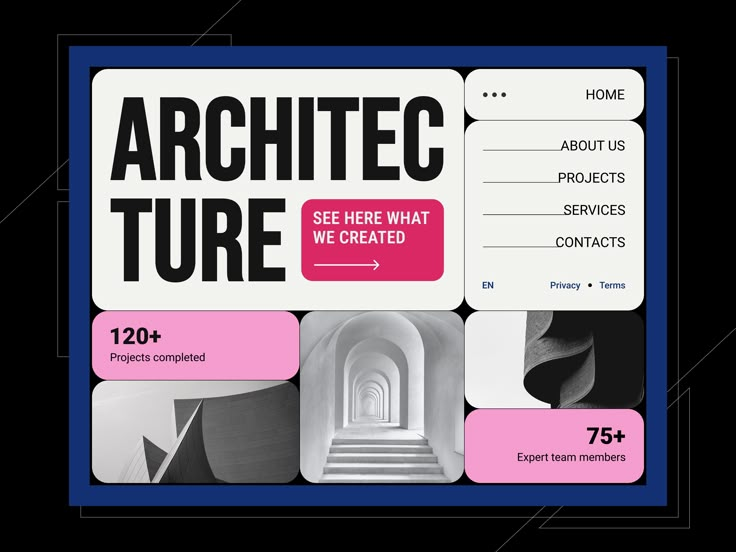 ARCHITEC
TURE
SEE HERE WHAT
WE CREATED
HOME
ABOUT US
PROJECTS
SERVICES
CONTACTS
EN
Privacy • Terms
120+
Projects completed
75+
Expert team members